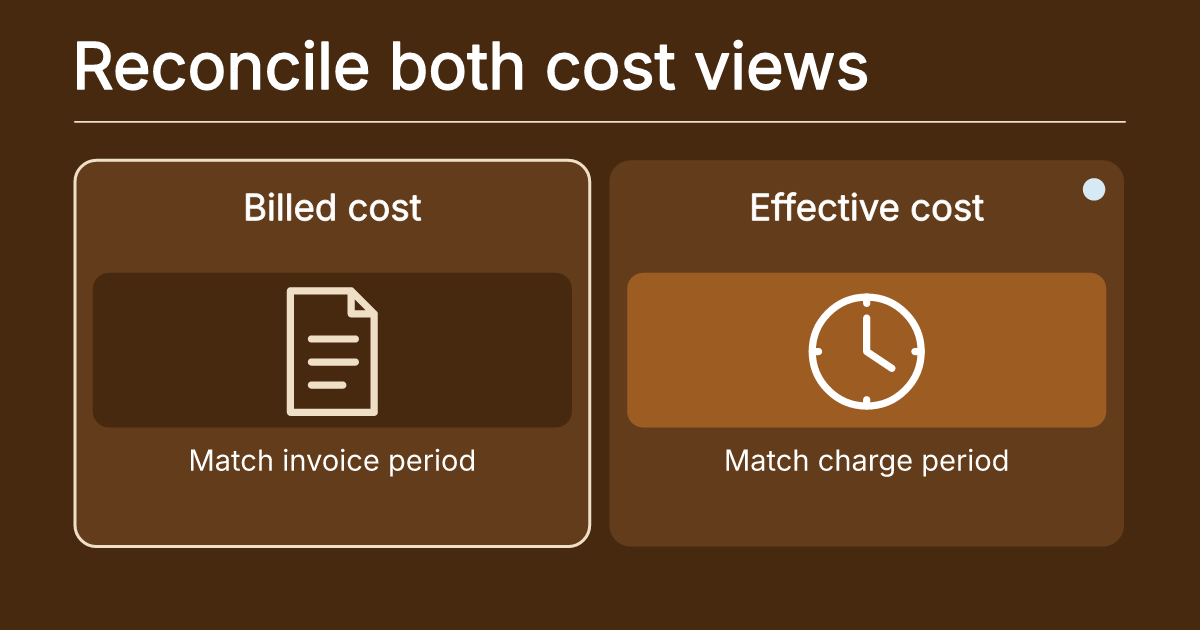 Reconcile both cost views
Billed cost
Match invoice period
Effective cost
Match charge period